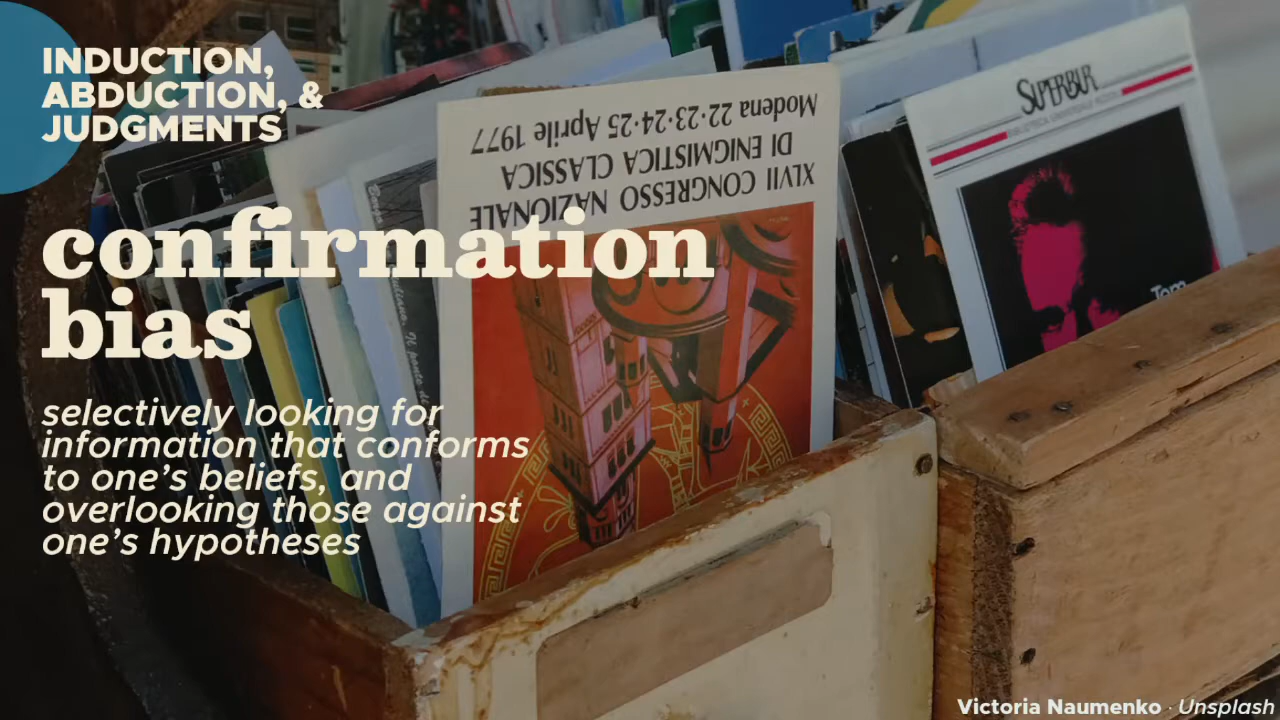 INDUCTION,
ABDUCTION, &
JUDGMENTS
confirmation
bias
selectively looking for
information that conforms
to one’s beliefs, and
overlooking those against
one’s hypotheses
XLVII CONGRESSO NAZIONALE
DI ENIGMISTICA CLASSICA
Modena 22·23·24·25 Aprile 1977
SUPERBUR
Tom
Victoria Naumenko · Unsplash